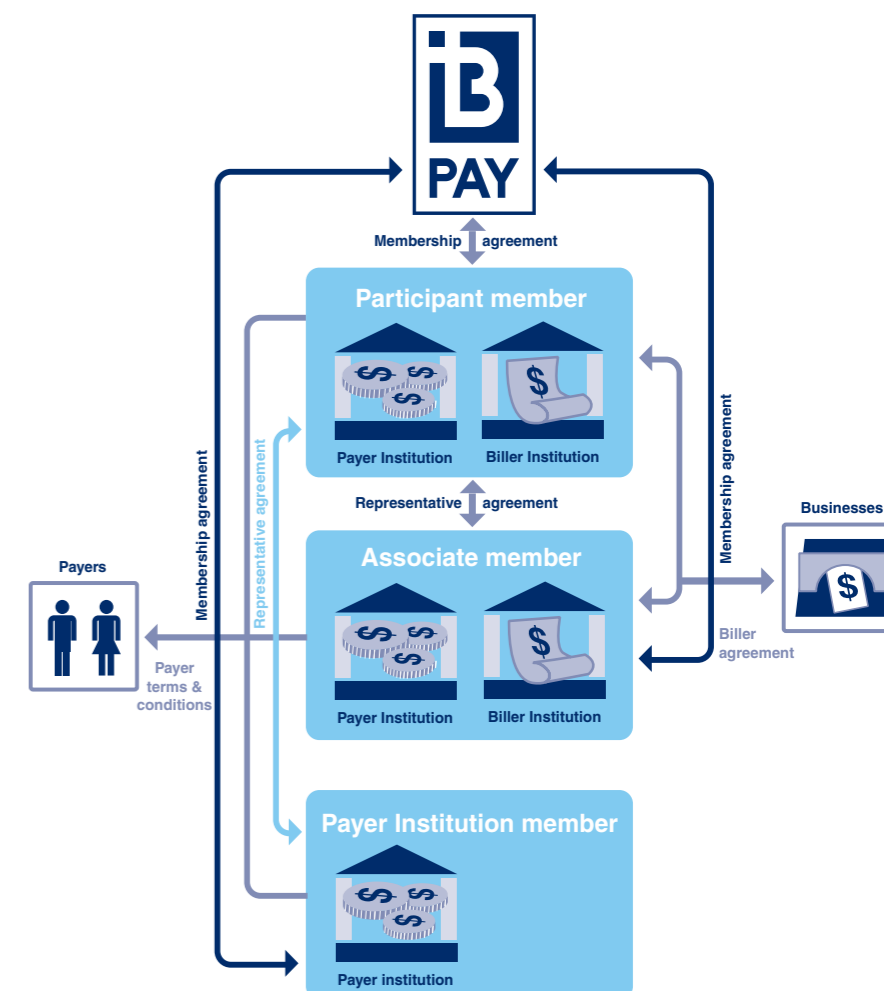 B
PAY
Membership agreement
Participant member
$ $ $
$
Payer Institution
Biller Institution
Representative agreement
Membership agreement
Representative agreement
Membership agreement
Businesses
$
Associate member
Payers
$ $ $
$
Payer Institution
Biller Institution
Payer
terms &
conditions
Biller
agreement
Payer Institution member
$ $ $
Payer institution